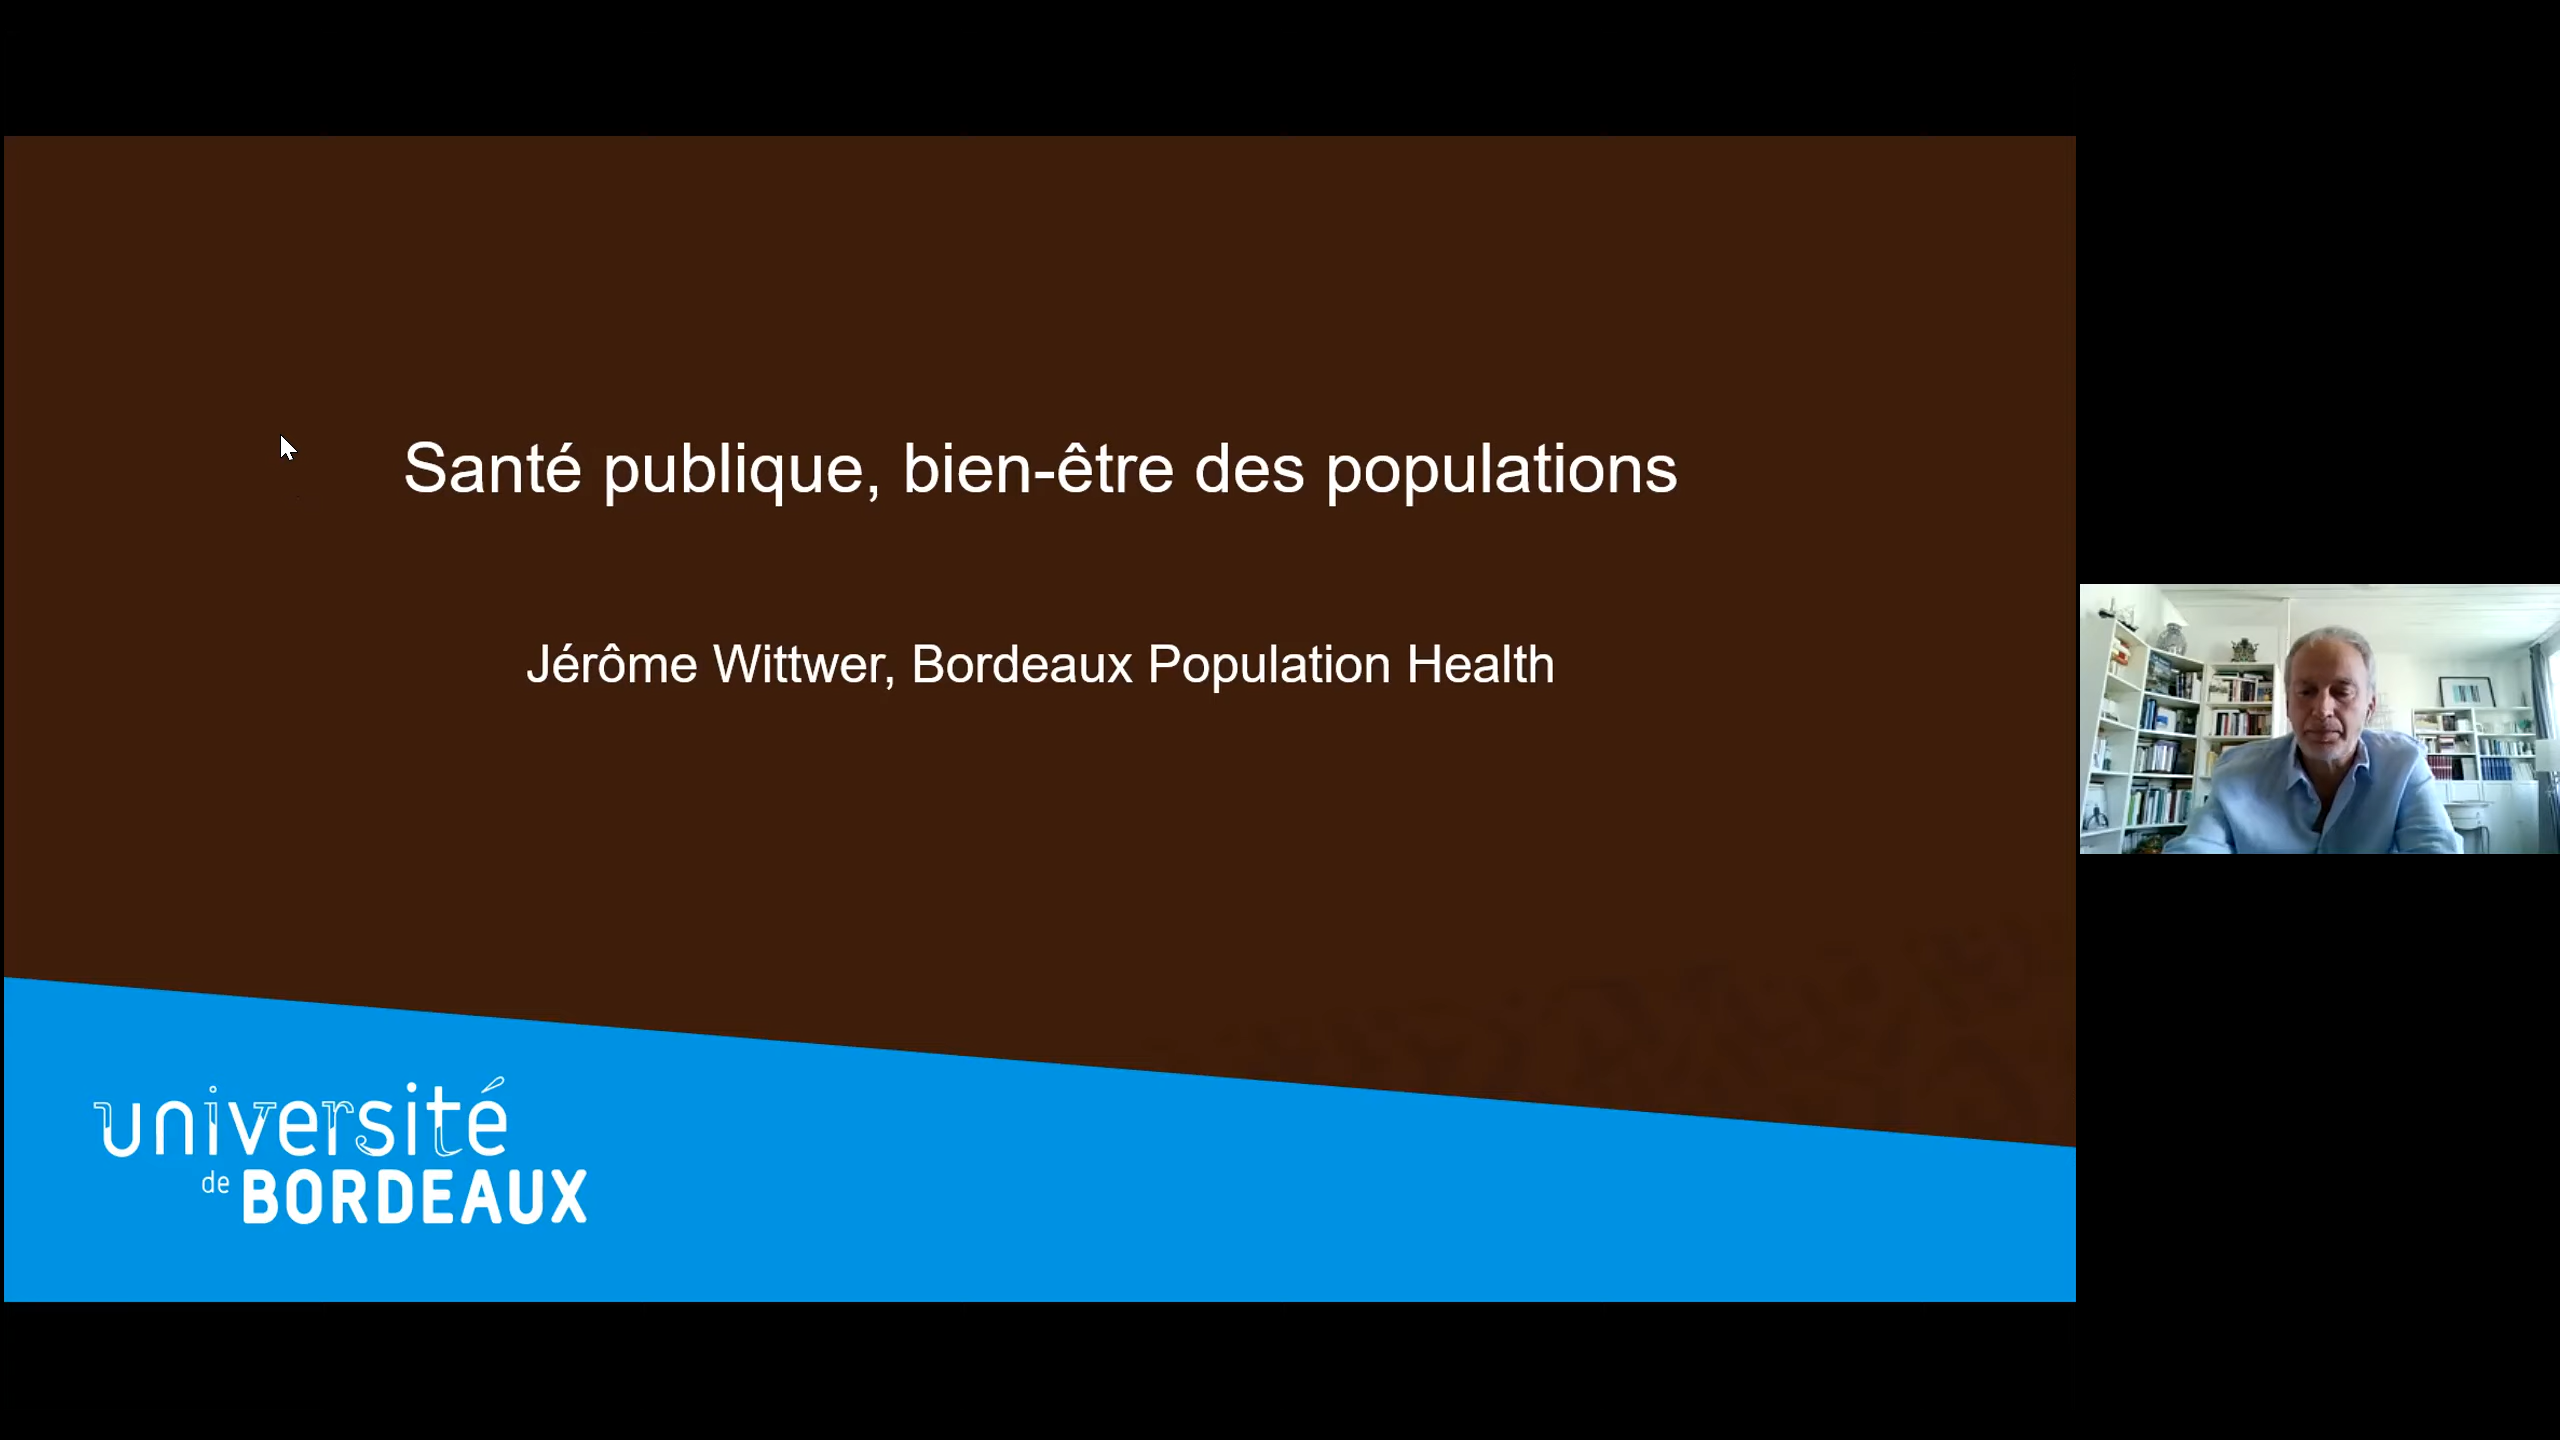 Santé publique, bien-être des populations
Jérôme Wittwer, Bordeaux Population Health
université
de BORDEAUX